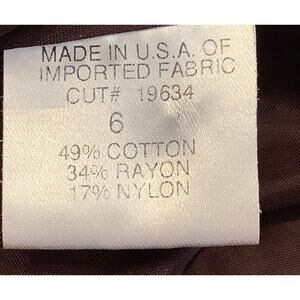 MADE IN U.S.A. OF
IMPORTED FABRIC
CUT# 19634
6
49% COTTON
34% RAYON
17% NYLON